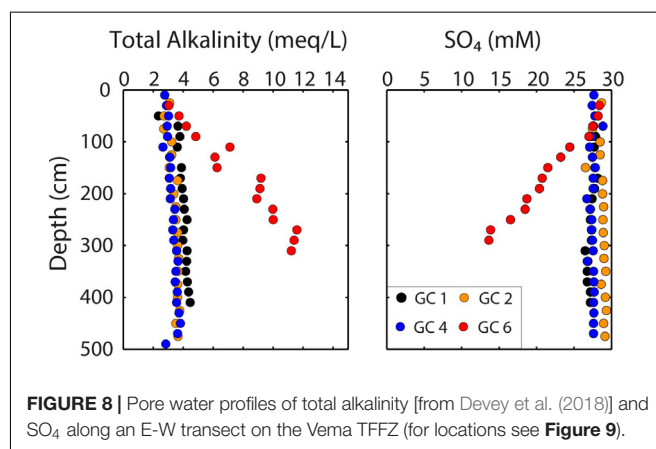 Total Alkalinity (meq/L) SO₄ (mM)
0 2 4 6 8 10 12 14 0 5 10 15 20 25 30
0
100
200
300
400
500
Depth (cm)
GC 1 GC 2
GC 4 GC 6
FIGURE 8 | Pore water profiles of total alkalinity [from Devey et al. (2018)] and
SO₄ along an E-W transect on the Vema TFFZ (for locations see Figure 9).